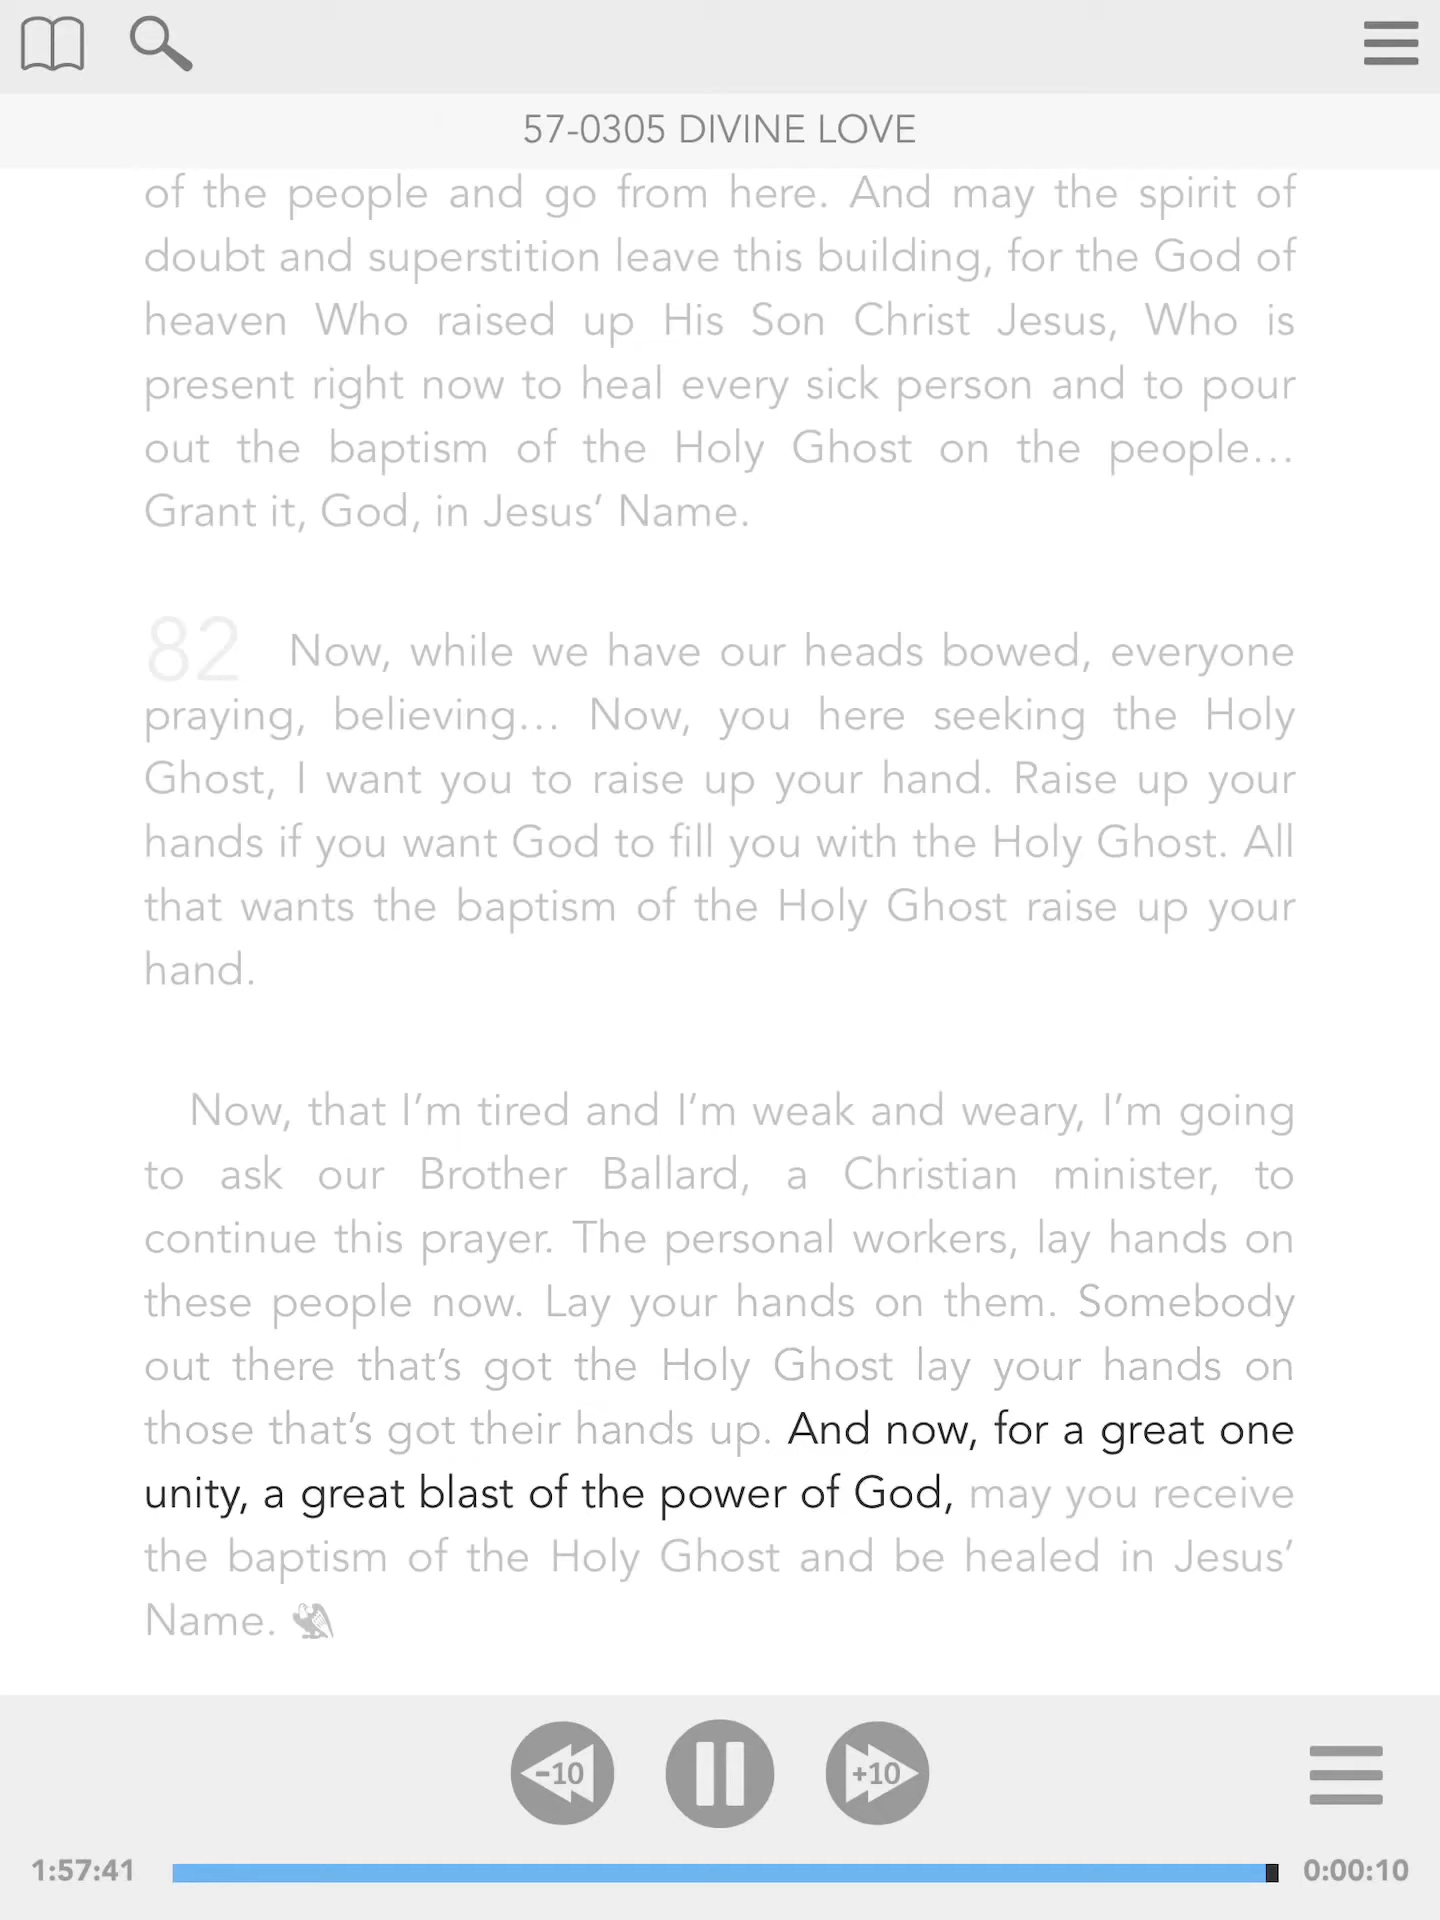 57-0305 DIVINE LOVE
of the people and go from here. And may the spirit of
doubt and superstition leave this building, for the God of
heaven Who raised up His Son Christ Jesus, Who is
present right now to heal every sick person and to pour
out the baptism of the Holy Ghost on the people…
Grant it, God, in Jesus’ Name.
82 Now, while we have our heads bowed, everyone
praying, believing… Now, you here seeking the Holy
Ghost, I want you to raise up your hand. Raise up your
hands if you want God to fill you with the Holy Ghost. All
that wants the baptism of the Holy Ghost raise up your
hand.
Now, that I’m tired and I’m weak and weary, I’m going
to ask our Brother Ballard, a Christian minister, to
continue this prayer. The personal workers, lay hands on
these people now. Lay your hands on them. Somebody
out there that’s got the Holy Ghost lay your hands on
those that’s got their hands up. And now, for a great one
unity, a great blast of the power of God, may you receive
the baptism of the Holy Ghost and be healed in Jesus’
Name.
-10 +10
1:57:41 0:00:10